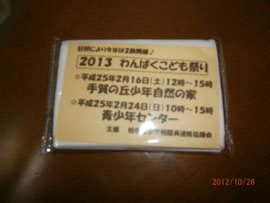 好評により今年は2回開催♪
2013 わんぱくこども祭り
☆平成25年2月16日(土)12時～15時
手賀の丘少年自然の家
☆平成25年2月24日(日)10時～15時
青少年センター
主催
2012/10/28